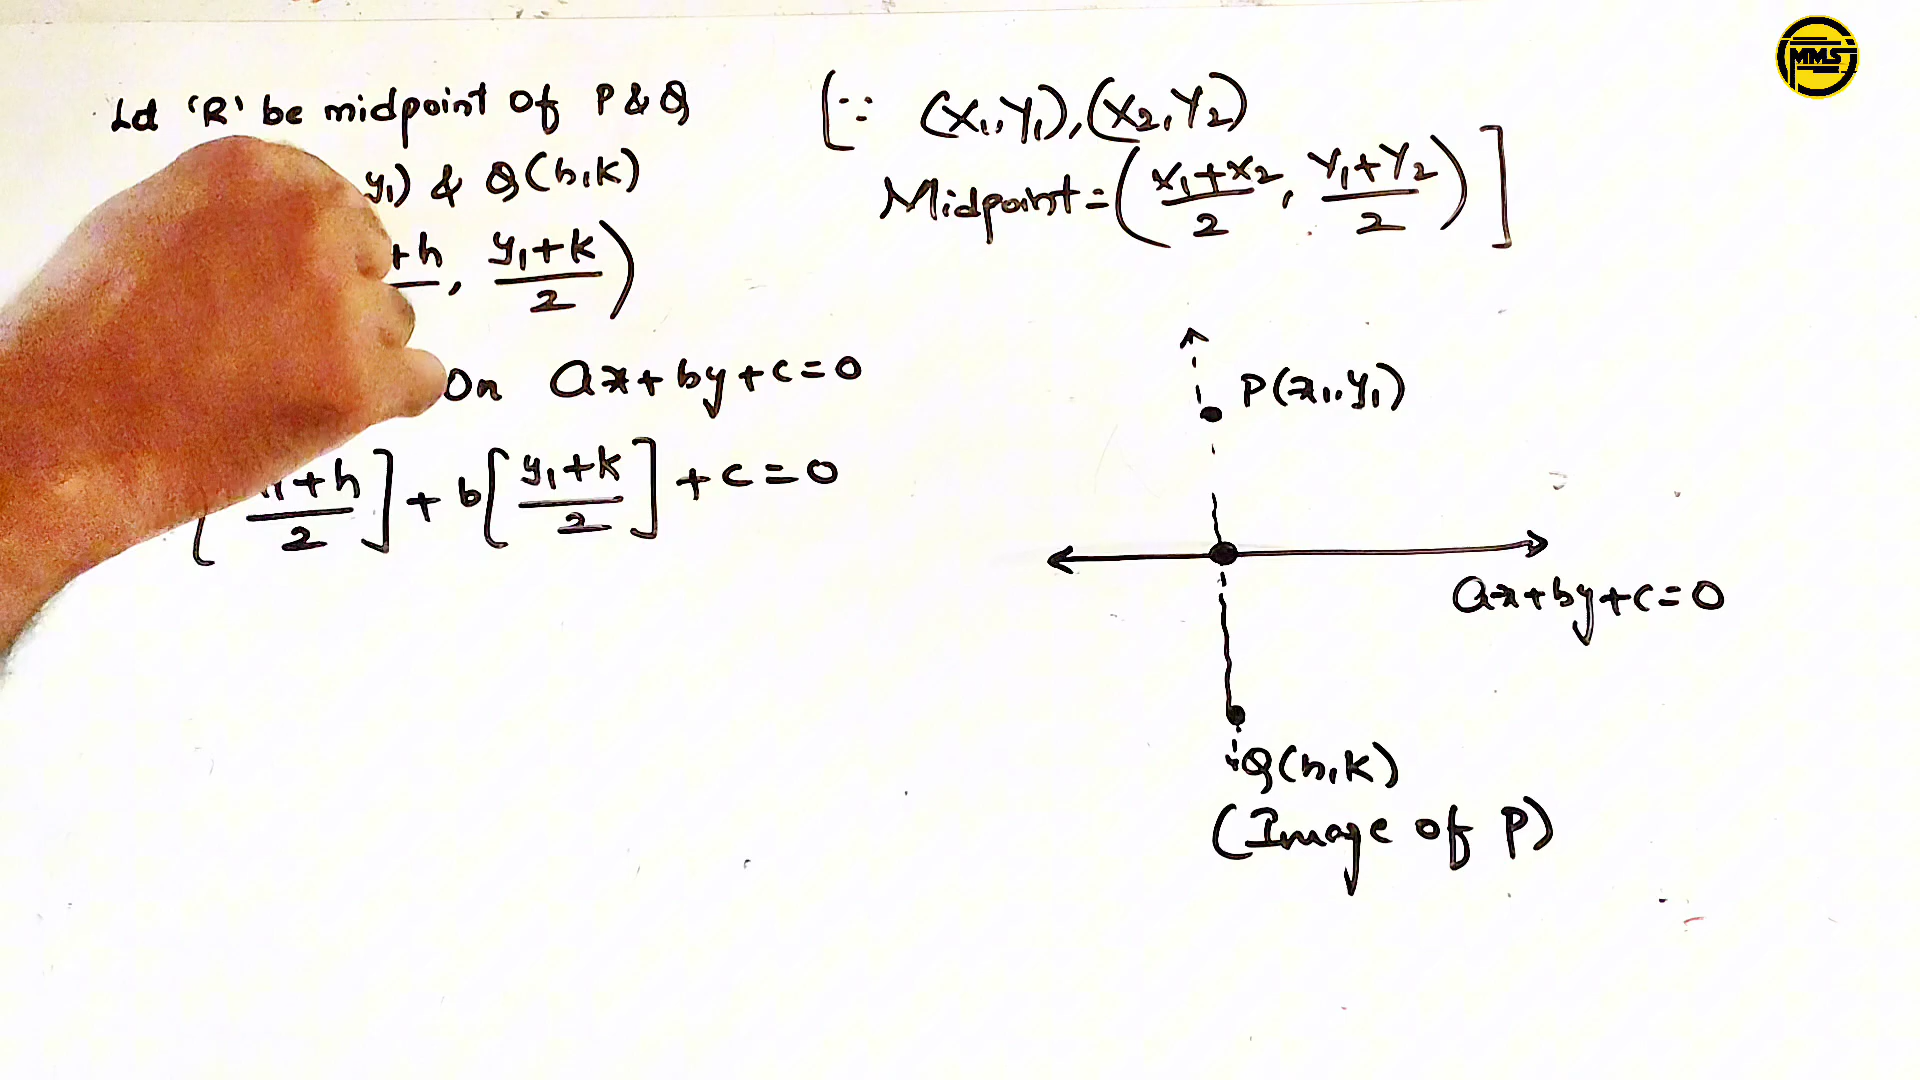 Let 'R' be midpoint of P & Q
y₁) & Q(h,k)
+h, y₁+k/2)
On ax+by+c=0
+h/2]+b[y₁+k/2]+c=0
[∵ (x₁,y₁),(x₂,y₂)
Midpoint=(x₁+x₂/2, y₁+y₂/2)]
P(x₁,y₁)
ax+by+c=0
Q(h,k)
(Image of P)
MMS